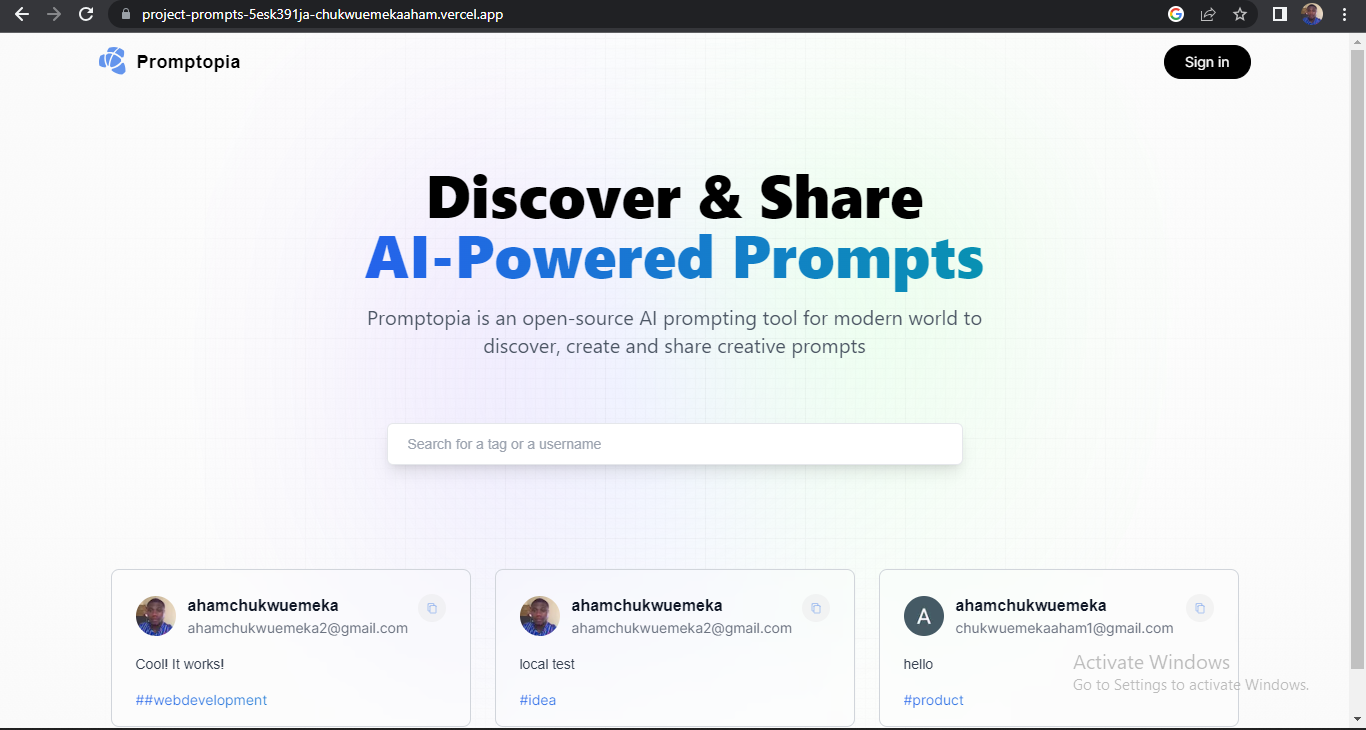 project-prompts-5esk391ja-chukwuemekaaham.vercel.app
Promptopia
Sign in
Discover & Share
AI-Powered Prompts
Promptopia is an open-source AI prompting tool for modern world to
discover, create and share creative prompts
Search for a tag or a username
ahamchukwuemeka
ahamchukwuemeka2@gmail.com
Cool! It works!
##webdevelopment
ahamchukwuemeka
ahamchukwuemeka2@gmail.com
local test
#idea
A
ahamchukwuemeka
chukwuemekaaham1@gmail.com
hello
#product
Activate Windows
Go to Settings to activate Windows.